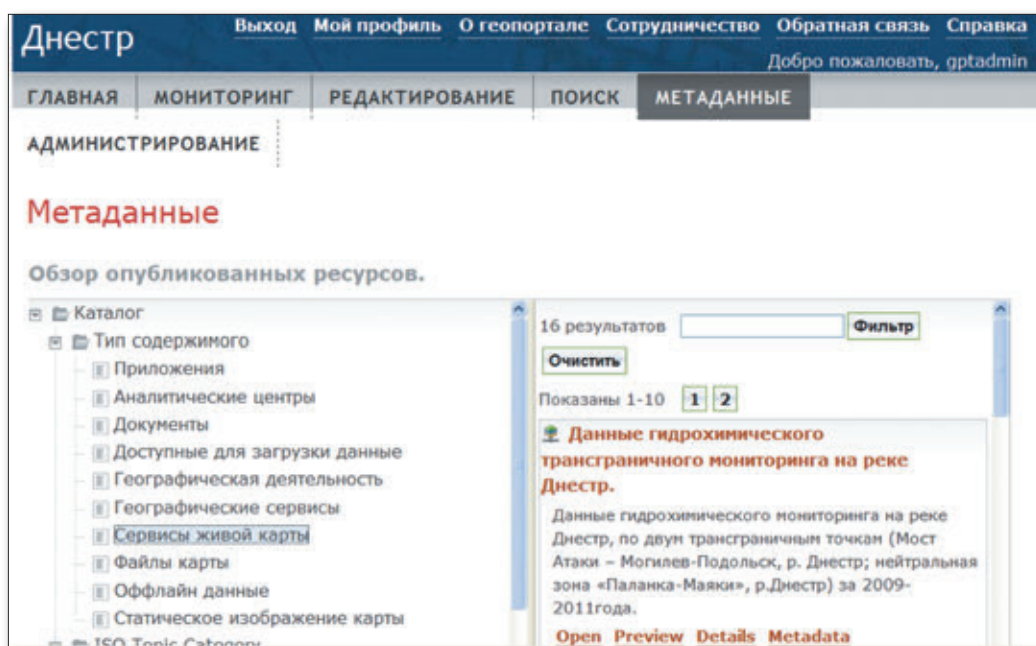 Днестр
Выход Мой профиль О геопортале Сотрудничество Обратная связь Справка
Добро пожаловать, gptadmin
ГЛАВНАЯ МОНИТОРИНГ РЕДАКТИРОВАНИЕ ПОИСК МЕТАДАННЫЕ
АДМИНИСТРИРОВАНИЕ
Метаданные
Обзор опубликованных ресурсов.
Каталог
Тип содержимого
Приложения
Аналитические центры
Документы
Доступные для загрузки данные
Географическая деятельность
Географические сервисы
Сервисы живой карты
Файлы карты
Оффлайн данные
Статическое изображение карты
ISO Topic Category
16 результатов Фильтр
Очистить
Показаны 1-10 1 2
Данные гидрохимического
трансграничного мониторинга на реке
Днестр.
Данные гидрохимического мониторинга на реке
Днестр, по двум трансграничным точкам (Мост
Атаки – Могилев-Подольск, р. Днестр; нейтральная
зона «Паланка-Маяки», р.Днестр) за 2009-
2011года.
Open Preview Details Metadata